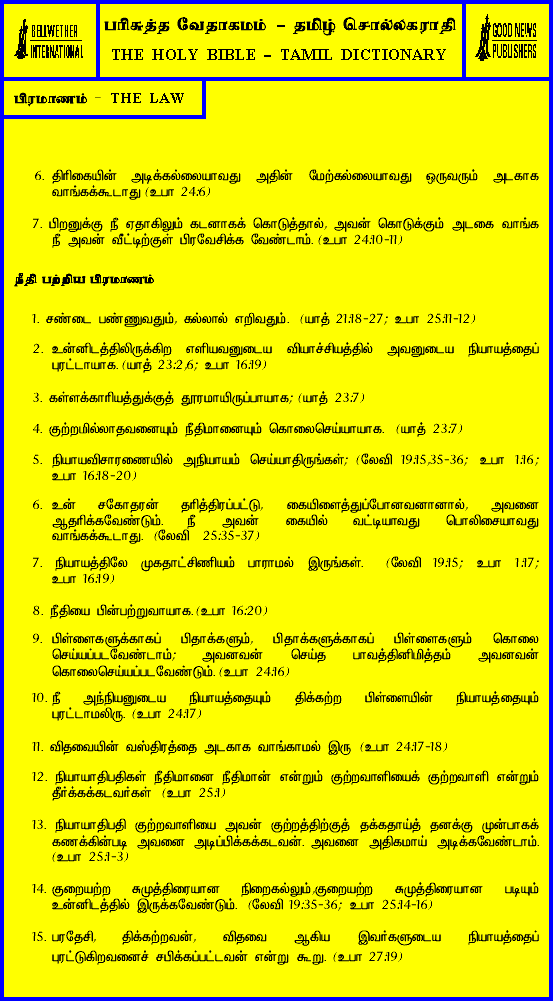 BELLWETHER
INTERNATIONAL
பரிசுத்த வேதாகமம் - தமிழ் சொல்லகராதி
THE HOLY BIBLE - TAMIL DICTIONARY
GOOD NEWS
PUBLISHERS
பிரமாணம் - THE LAW
6. திரிகையின் அடிக்கல்லையாவது அதின் மேற்கல்லையாவது ஒருவரும் அடகாக
வாங்கக்கூடாது (உபா 24:6)
7. பிறனுக்கு நீ ஏதாகிலும் கடனாகக் கொடுத்தால், அவன் கொடுக்கும் அடகை வாங்க
நீ அவன் வீட்டிற்குள் பிரவேசிக்க வேண்டாம். (உபா 24:10-11)
நீதி பற்றிய பிரமாணம்
1. சண்டை பண்ணுவதும், கல்லால் எறிவதும். (யாத் 21:18-27; உபா 25:11-12)
2. உன்னிடத்திலிருக்கிற எளியவனுடைய வியாச்சியத்தில் அவனுடைய நியாயத்தைப்
புரட்டாயாக. (யாத் 23:2,6; உபா 16:19)
3. கள்ளக்காரியத்துக்குத் தூரமாயிருப்பாயாக; (யாத் 23:7)
4. குற்றமில்லாதவனையும் நீதிமானையும் கொலைசெய்யாயாக. (யாத் 23:7)
5. நியாயவிசாரணையில் அநியாயம் செய்யாதிருங்கள்; (லேவி 19:15,35-36; உபா 1:16;
உபா 16:18-20)
6. உன் சகோதரன் தரித்திரப்பட்டு, கையிளைத்துப்போனவனானால், அவனை
ஆதரிக்கவேண்டும். நீ அவன் கையில் வட்டியாவது பொலிசையாவது
வாங்கக்கூடாது. (லேவி 25:35-37)
7. நியாயத்திலே முகதாட்சிணியம் பாராமல் இருங்கள். (லேவி 19:15; உபா 1:17;
உபா 16:19)
8. நீதியை பின்பற்றுவாயாக. (உபா 16:20)
9. பிள்ளைகளுக்காகப் பிதாக்களும், பிதாக்களுக்காகப் பிள்ளைகளும் கொலை
செய்யப்படவேண்டாம்; அவனவன் செய்த பாவத்தினிமித்தம் அவனவன்
கொலைசெய்யப்படவேண்டும். (உபா 24:16)
10. நீ அந்நியனுடைய நியாயத்தையும் திக்கற்ற பிள்ளையின் நியாயத்தையும்
புரட்டாமலிரு. (உபா 24:17)
11. விதவையின் வஸ்திரத்தை அடகாக வாங்காமல் இரு (உபா 24:17-18)
12. நியாயாதிபதிகள் நீதிமானை நீதிமான் என்றும் குற்றவாளியைக் குற்றவாளி என்றும்
தீர்க்கக்கடவர்கள் (உபா 25:1)
13. நியாயாதிபதி குற்றவாளியை அவன் குற்றத்திற்குத் தக்கதாய்த் தனக்கு முன்பாகக்
கணக்கின்படி அவனை அடிப்பிக்கக்கடவன். அவனை அதிகமாய் அடிக்கவேண்டாம்.
(உபா 25:1-3)
14. குறையற்ற சுமுத்திரையான நிறைகல்லும்,குறையற்ற சுமுத்திரையான படியும்
உன்னிடத்தில் இருக்கவேண்டும். (லேவி 19:35-36; உபா 25:14-16)
15. பரதேசி, திக்கற்றவன், விதவை ஆகிய இவர்களுடைய நியாயத்தைப்
புரட்டுகிறவனைச் சபிக்கப்பட்டவன் என்று கூறு. (உபா 27:19)